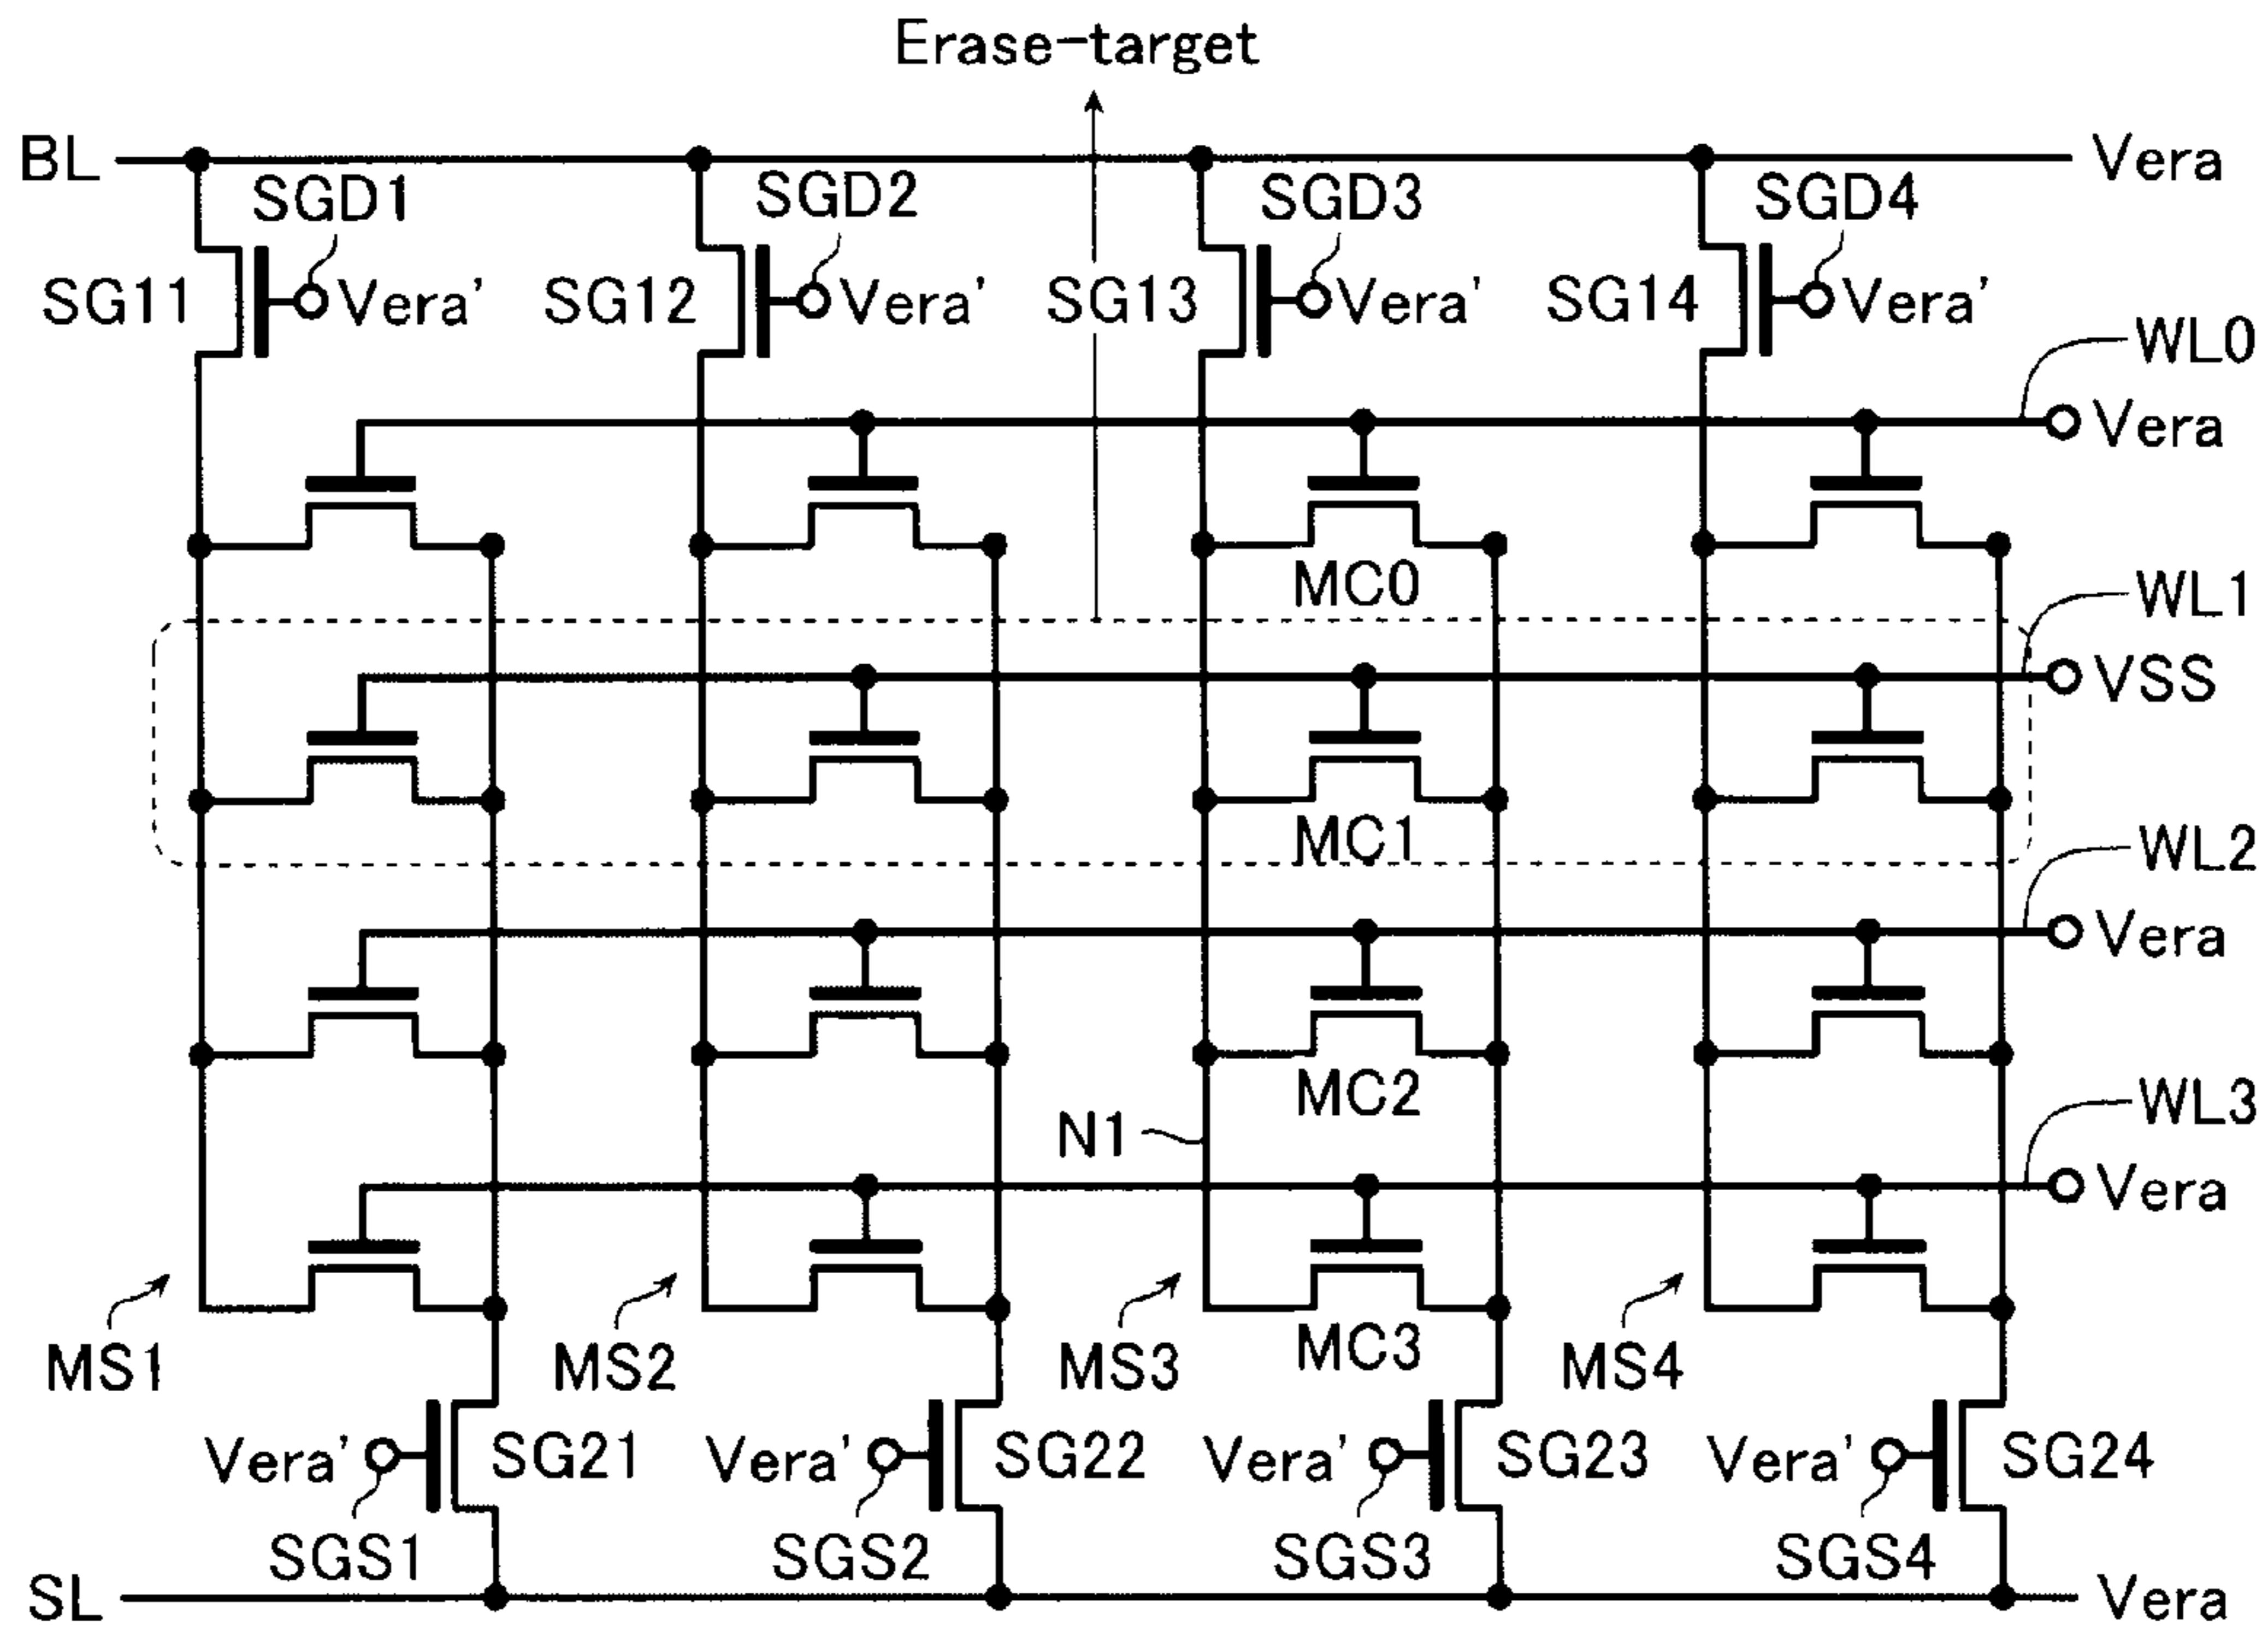 Erase-target
BL
Vera
SGD1
SGD2
SGD3
SGD4
SG11
Vera'
SG12
Vera'
SG13
Vera'
SG14
Vera'
WL0
Vera
MC0
WL1
VSS
MC1
WL2
Vera
MC2
N1
WL3
Vera
MS1
MS2
MS3
MC3
MS4
Vera'
SG21
Vera'
SG22
Vera'
SG23
Vera'
SG24
SGS1
SGS2
SGS3
SGS4
SL
Vera